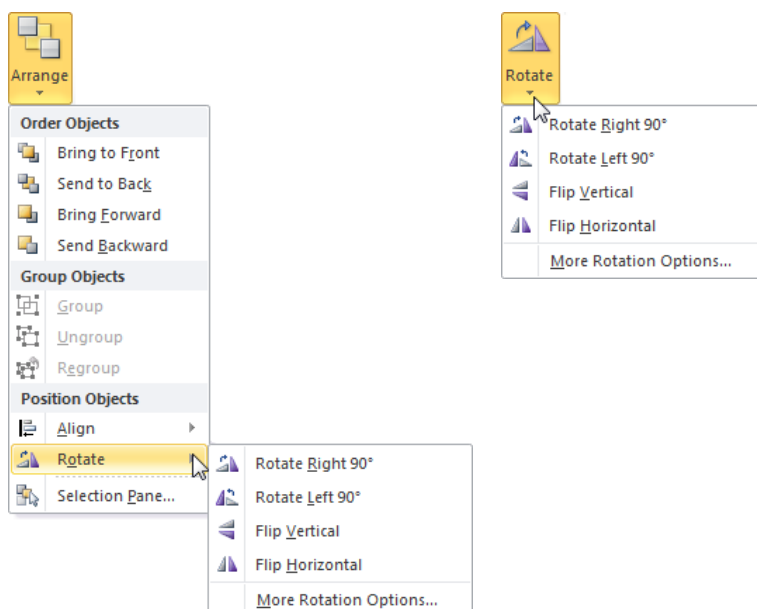 Arrange
Order Objects
Bring to Front
Send to Back
Bring Forward
Send Backward
Group Objects
Group
Ungroup
Regroup
Position Objects
Align
Rotate
Selection Pane...
Rotate Right 90°
Rotate Left 90°
Flip Vertical
Flip Horizontal
More Rotation Options...
Rotate
Rotate Right 90°
Rotate Left 90°
Flip Vertical
Flip Horizontal
More Rotation Options...